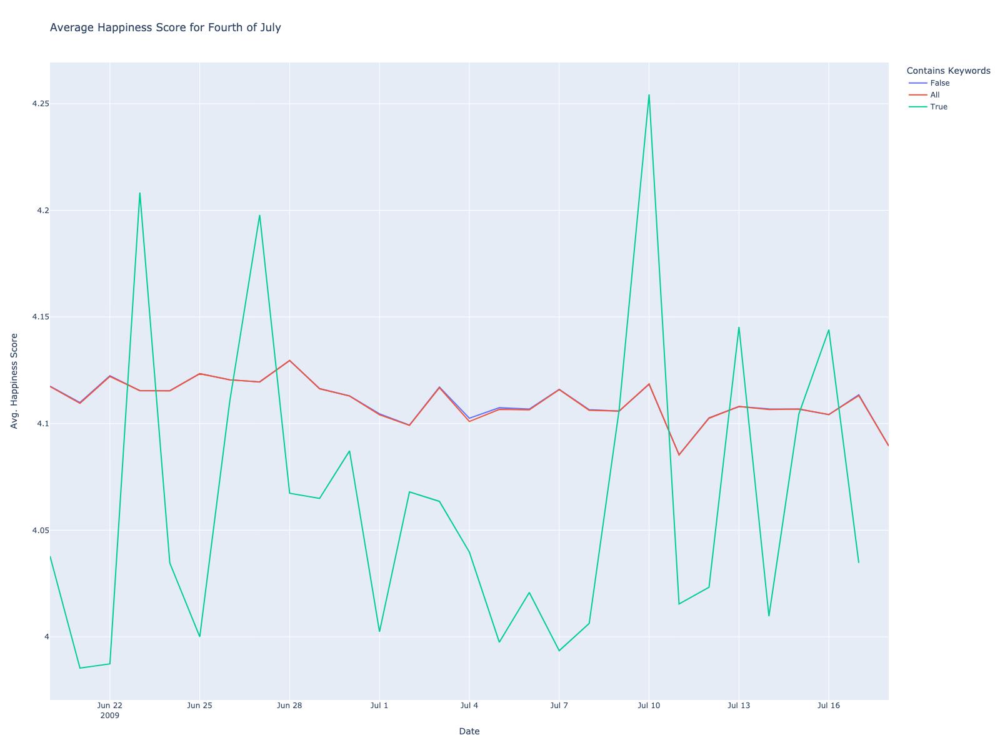 Average Happiness Score for Fourth of July
Contains Keywords
False
All
True
4.25
4.2
4.15
4.1
4.05
4
Avg. Happiness Score
Jun 22
2009
Jun 25
Jun 28
Jul 1
Jul 4
Jul 7
Jul 10
Jul 13
Jul 16
Date